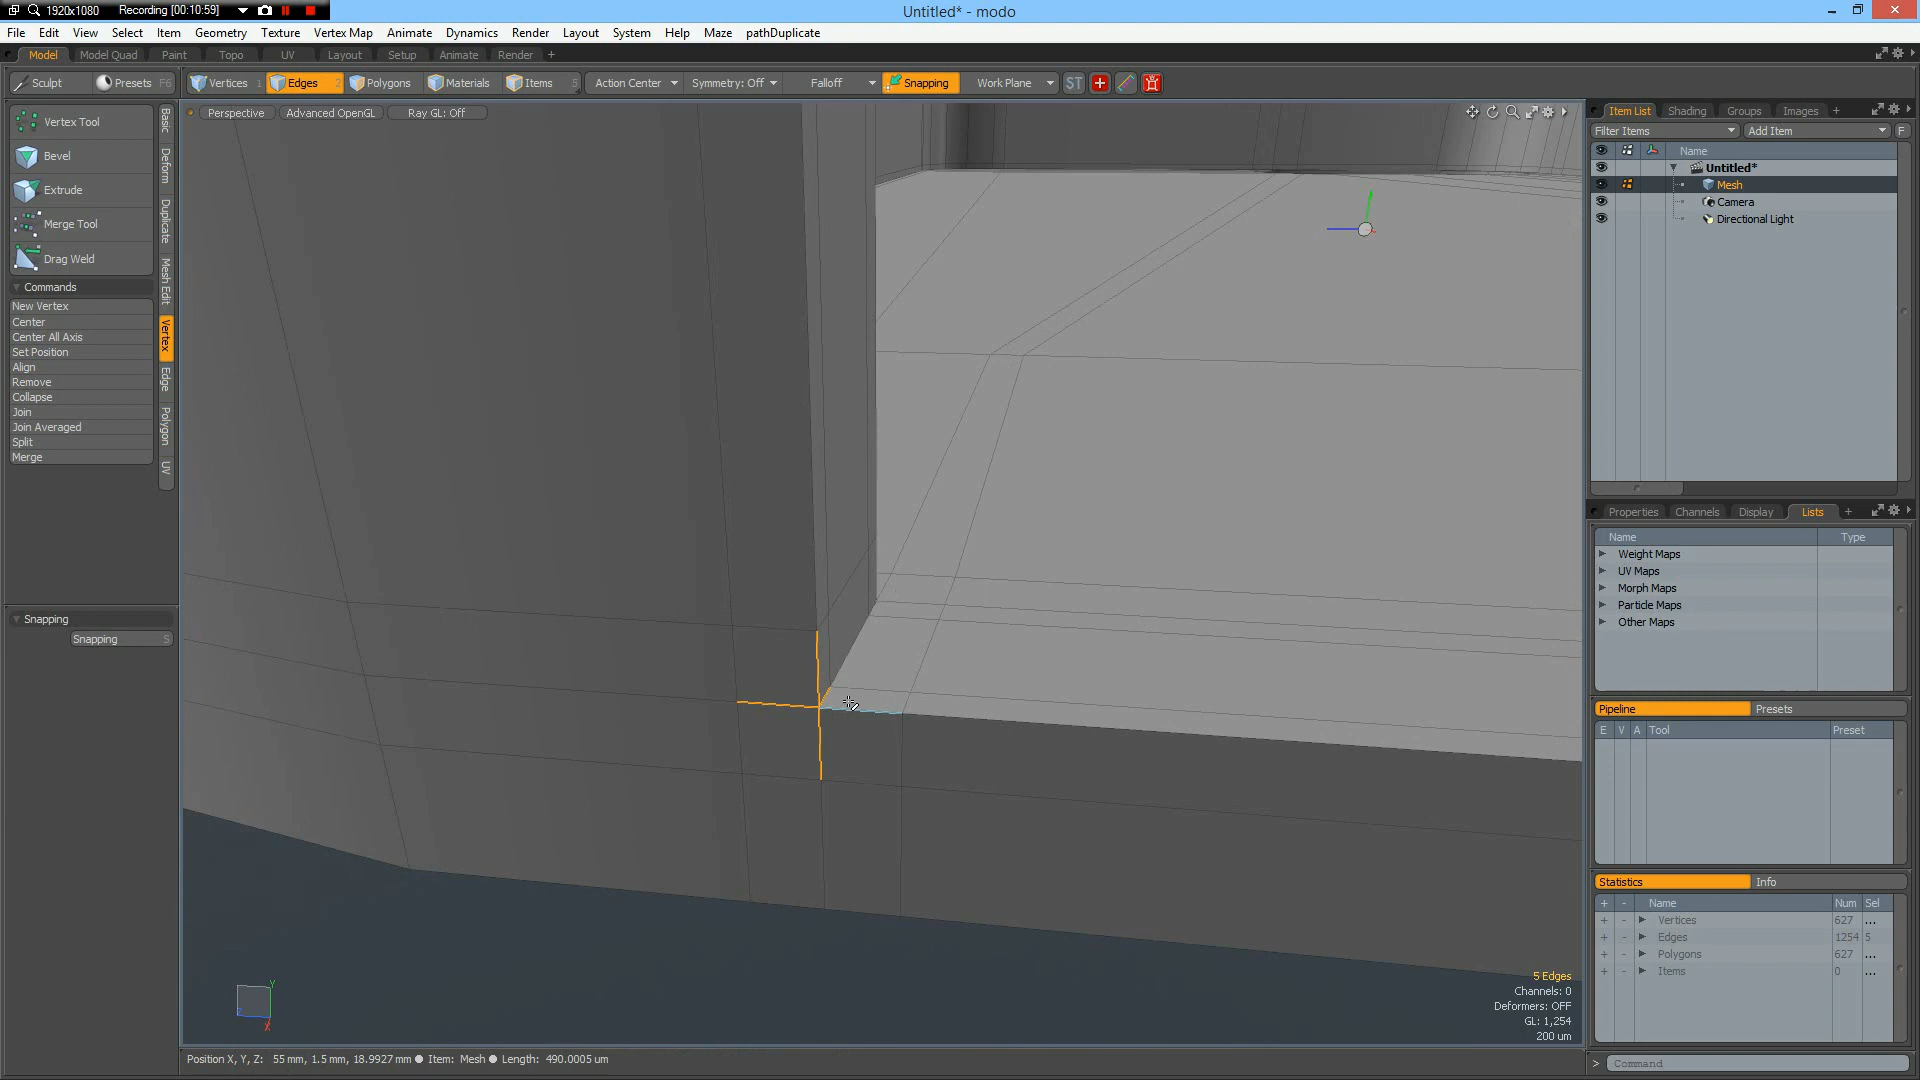 1920x1080 Recording [00:10:59]
Untitled* - modo
File Edit View Select Item Geometry Texture Vertex Map Animate Dynamics Render Layout System Help Maze pathDuplicate
Model Model Quad Paint Topo UV Layout Setup Animate Render +
Sculpt Presets F6 Vertices 1 Edges 2 Polygons Materials Items 5 Action Center Symmetry: Off Falloff Snapping Work Plane ST
Perspective Advanced OpenGL Ray GL: Off
Vertex Tool
Bevel
Extrude
Merge Tool
Drag Weld
Commands
New Vertex
Center
Center All Axis
Set Position
Align
Remove
Collapse
Join
Join Averaged
Split
Merge
Basic
Deform
Duplicate
Mesh Edit
Vertex
Edge
Polygon
UV
Snapping
Snapping S
Item List Shading Groups Images +
Filter Items Add Item F
Name
Untitled*
Mesh
Camera
Directional Light
Properties Channels Display Lists +
Name Type
Weight Maps
UV Maps
Morph Maps
Particle Maps
Other Maps
Pipeline Presets
E V A Tool Preset
Statistics Info
+ - Name Num Sel
+ - Vertices 627 ...
+ - Edges 1254 5
+ - Polygons 627 ...
+ - Items 0 ...
5 Edges
Channels: 0
Deformers: OFF
GL: 1,254
200 um
Y
Z
X
Position X, Y, Z: 55 mm, 1.5 mm, 18.9927 mm Item: Mesh Length: 490.0005 um
> Command